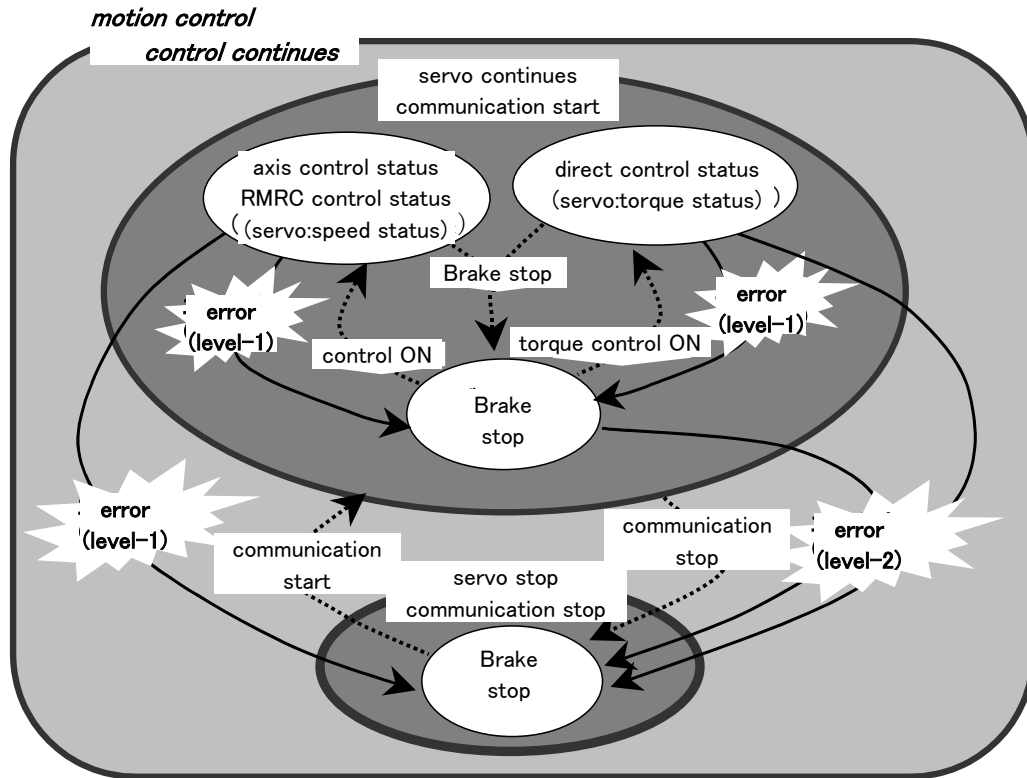 motion control
control continues
servo continues
communication start
axis control status
RMRC control status
((servo:speed status))
direct control status
(servo:torque status))
Brake stop
error
(level-1)
error
(level-1)
control ON
torque control ON
Brake
stop
error
(level-1)
communication
start
communication
stop
error
(level-2)
servo stop
communication stop
Brake
stop